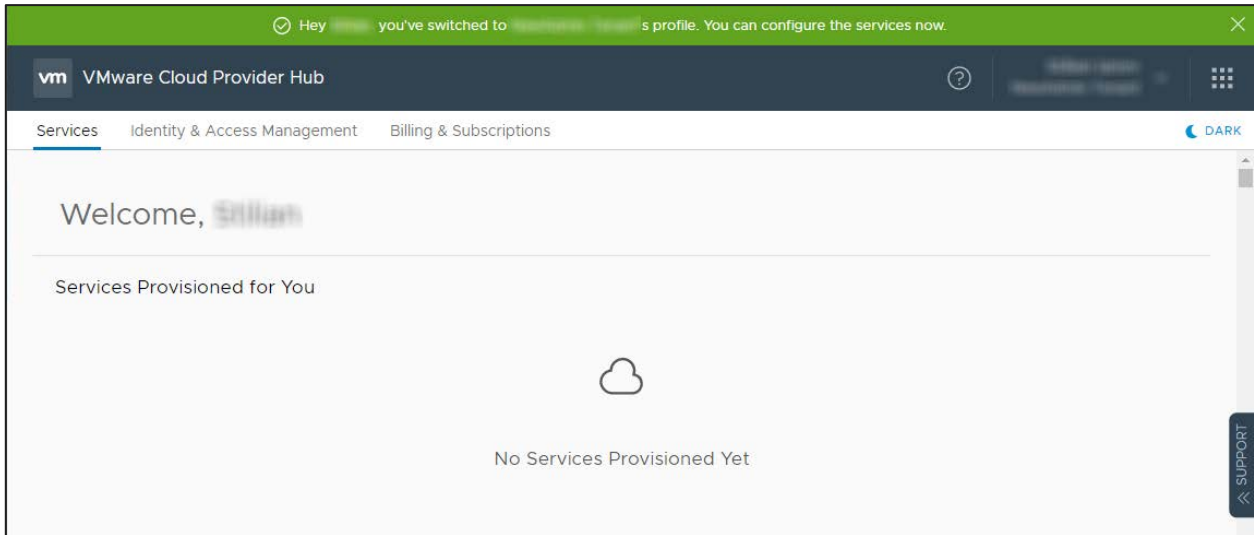 Hey you've switched to 's profile. You can configure the services now.
vm VMware Cloud Provider Hub
Services Identity & Access Management Billing & Subscriptions DARK
Welcome,
Services Provisioned for You
No Services Provisioned Yet
SUPPORT